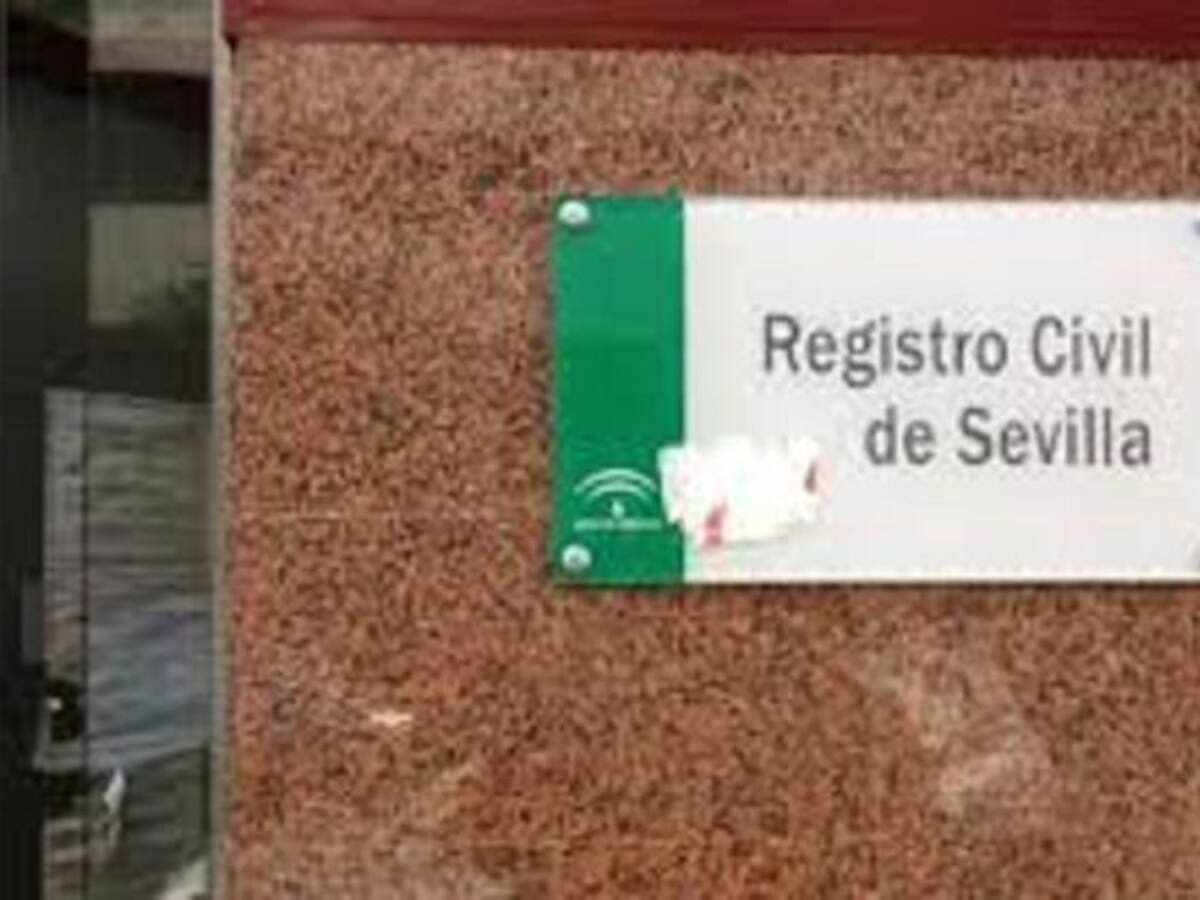 Registro Civil
de Sevilla